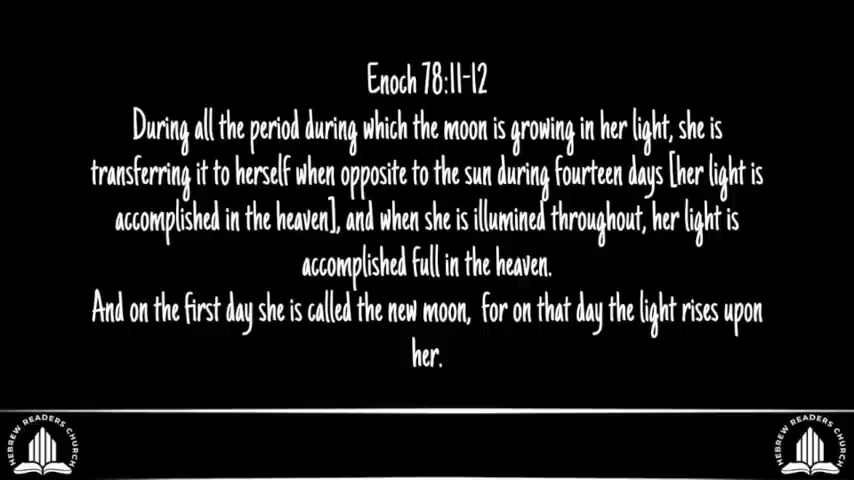 Enoch 78:11-12
During all the period during which the moon is growing in her light, she is
transferring it to herself when opposite to the sun during fourteen days [her light is
accomplished in the heaven], and when she is illumined throughout, her light is
accomplished full in the heaven.
And on the first day she is called the new moon, for on that day the light rises upon
her.
HEBREW READERS CHURCH
HEBREW READERS CHURCH